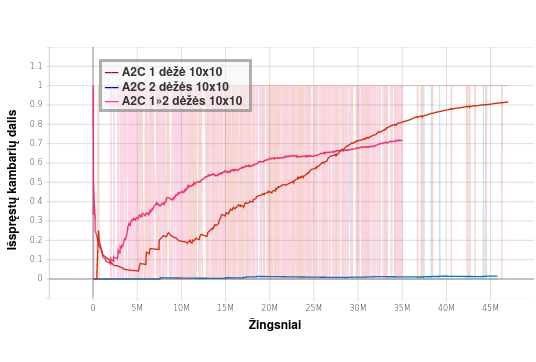 A2C 1 dėžė 10x10
A2C 2 dėžės 10x10
A2C 1»2 dėžės 10x10
Išspręstų kambarių dalis
1.1
1
0.9
0.8
0.7
0.6
0.5
0.4
0.3
0.2
0.1
0
0 5M 10M 15M 20M 25M 30M 35M 40M 45M
Žingsniai